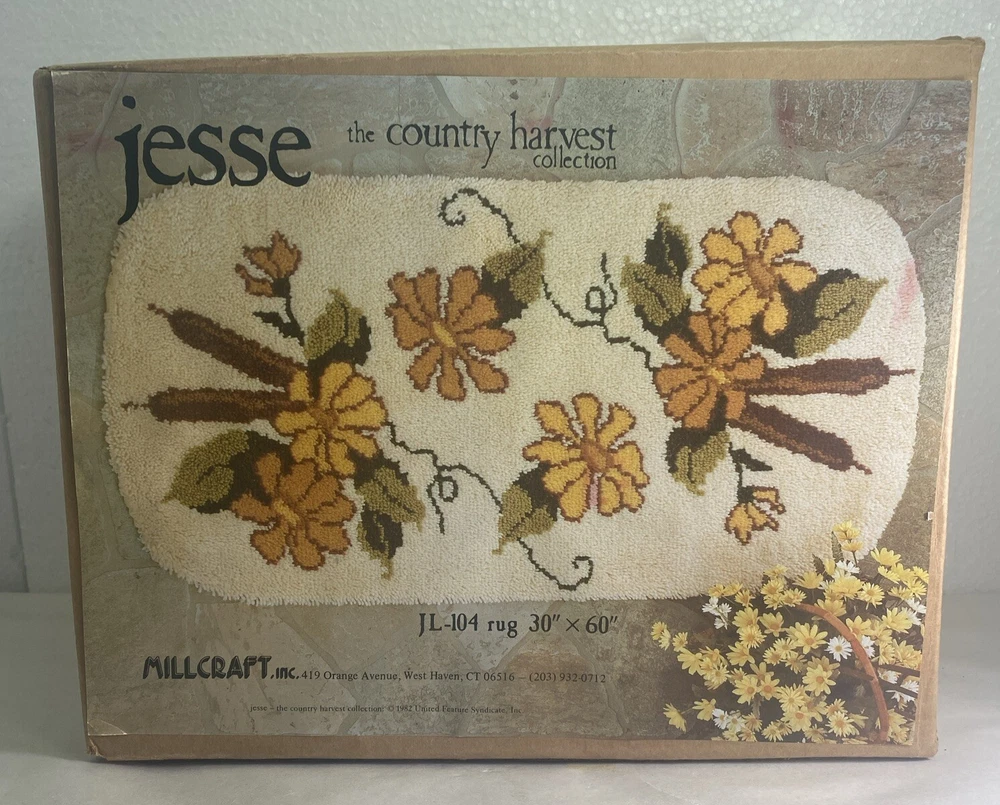 jesse the country harvest
collection
JL-104 rug 30" × 60"
MILLCRAFT, inc. 419 Orange Avenue, West Haven, CT 06516 – (203) 932-0712
jesse – the country harvest collection: © 1982 United Feature Syndicate, Inc.